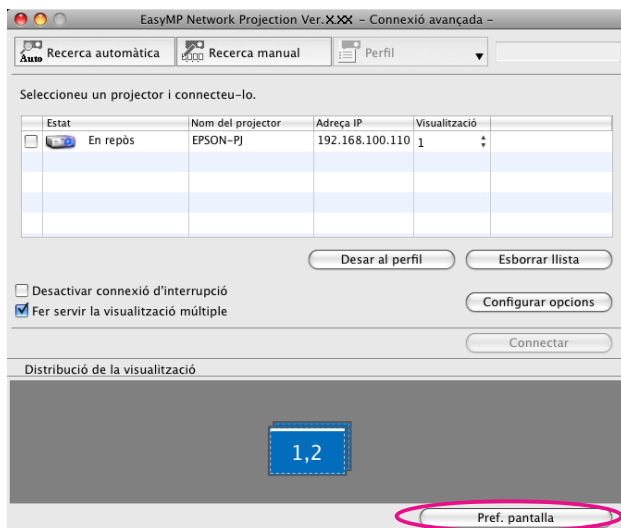 EasyMP Network Projection Ver.X.XX – Connexió avançada –
Auto Recerca automàtica Recerca manual Perfil
Seleccioneu un projector i connecteu-lo.
Estat Nom del projector Adreça IP Visualització
En repòs EPSON-PJ 192.168.100.110 1
Desar al perfil Esborrar llista
Desactivar connexió d'interrupció
Fer servir la visualització múltiple
Configurar opcions
Connectar
Distribució de la visualització
1,2
Pref. pantalla